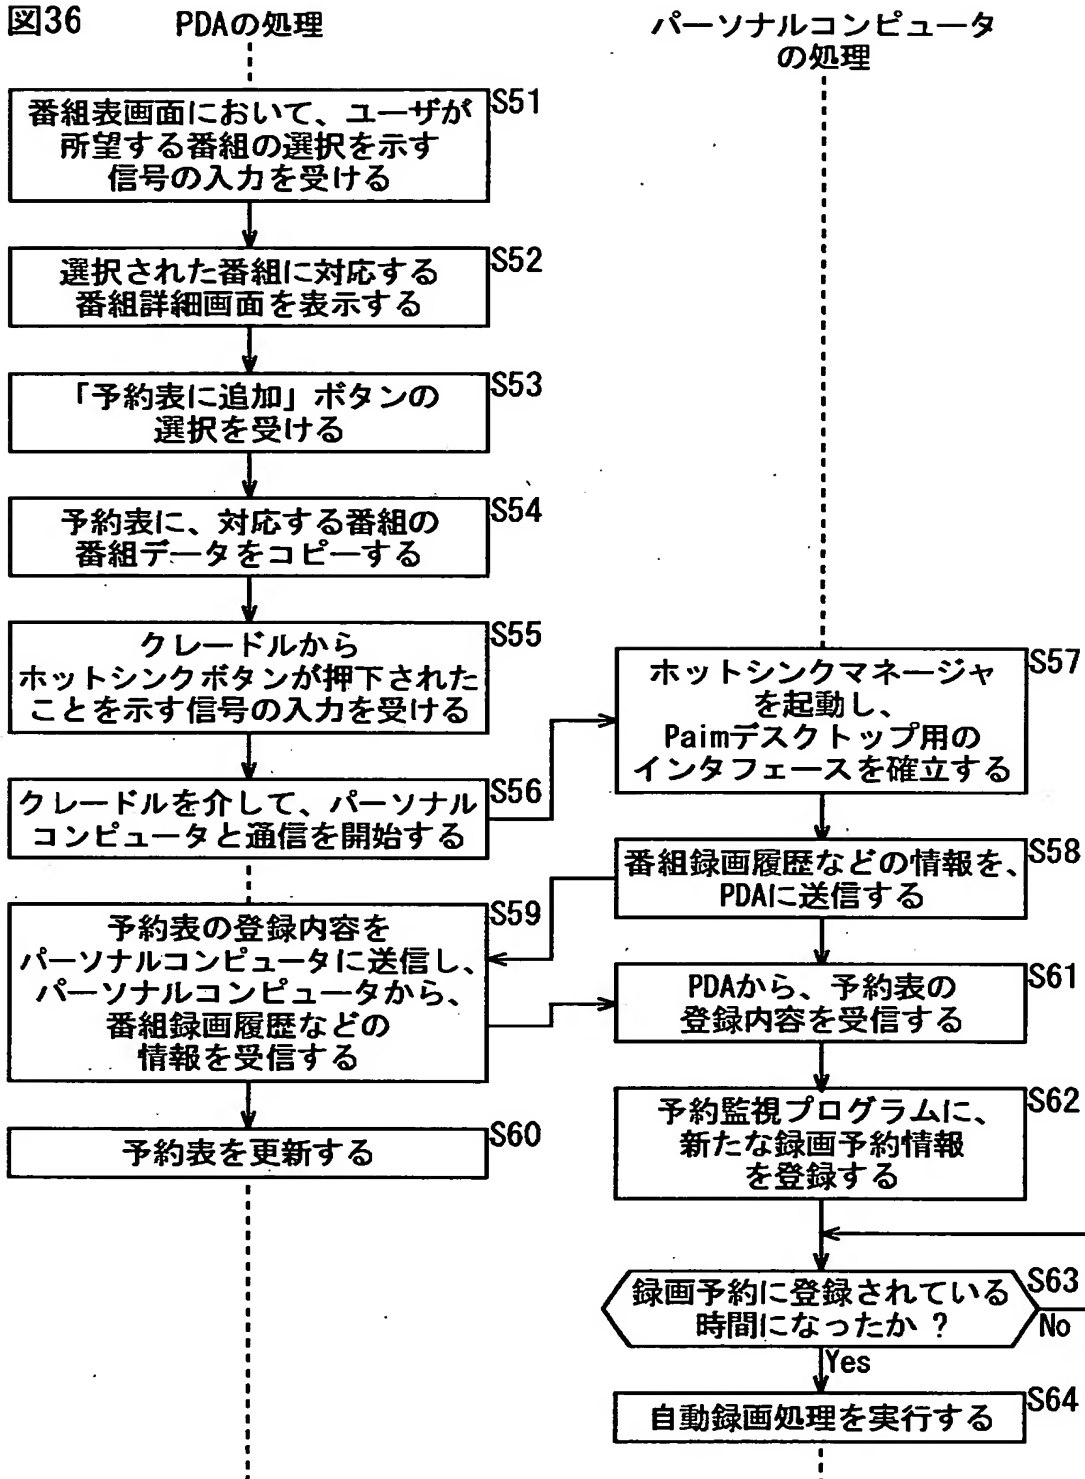 図36
PDAの処理
S51
番組表画面において、ユーザが
所望する番組の選択を示す
信号の入力を受ける
S52
選択された番組に対応する
番組詳細画面を表示する
S53
「予約表に追加」ボタンの
選択を受ける
S54
予約表に、対応する番組の
番組データをコピーする
S55
クレードルから
ホットシンクボタンが押下された
ことを示す信号の入力を受ける
S56
クレードルを介して、パーソナル
コンピュータと通信を開始する
S59
予約表の登録内容を
パーソナルコンピュータに送信し、
パーソナルコンピュータから、
番組録画履歴などの
情報を受信する
S60
予約表を更新する
パーソナルコンピュータ
の処理
S57
ホットシンクマネージャ
を起動し、
Paimデスクトップ用の
インタフェースを確立する
S58
番組録画履歴などの情報を、
PDAに送信する
S61
PDAから、予約表の
登録内容を受信する
S62
予約監視プログラムに、
新たな録画予約情報
を登録する
S63
録画予約に登録されている
時間になったか ?
No
Yes
S64
自動録画処理を実行する